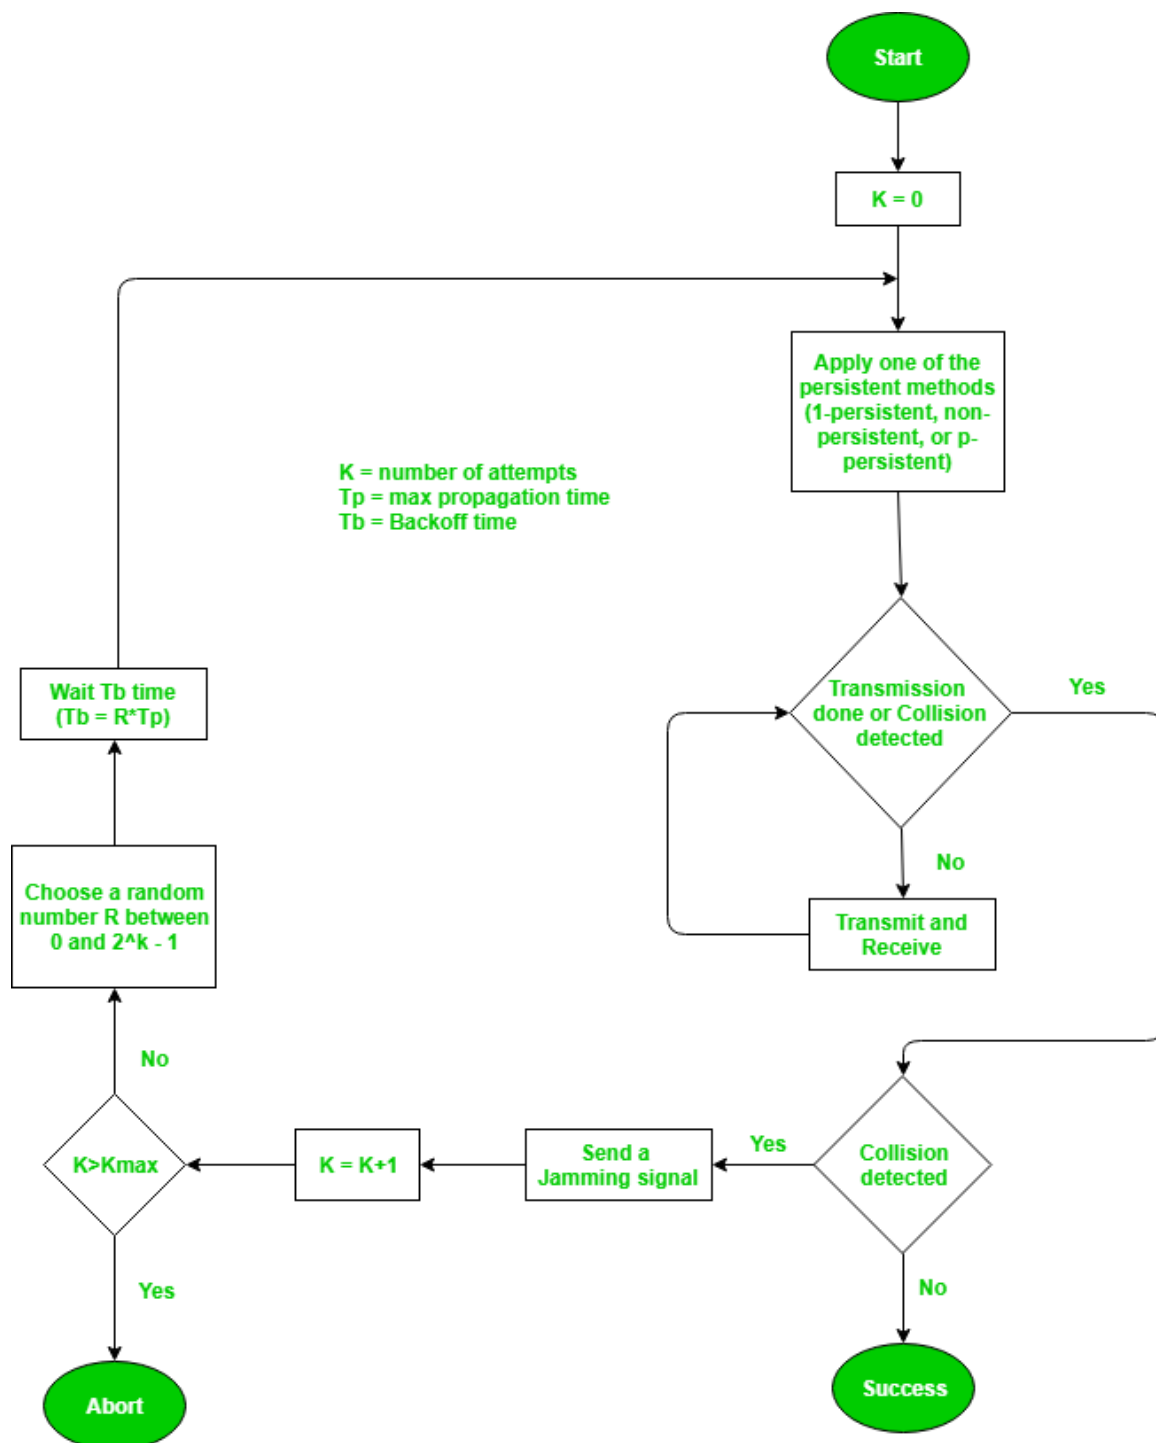 Start
K = 0
Apply one of the
persistent methods
(1-persistent, non-
persistent, or p-
persistent)
K = number of attempts
Tp = max propagation time
Tb = Backoff time
Wait Tb time
(Tb = R*Tp)
Transmission
done or Collision
detected
Yes
No
Choose a random
number R between
0 and 2^k - 1
Transmit and
Receive
No
K>Kmax
K = K+1
Send a
Jamming signal
Yes
Collision
detected
Yes
No
Abort
Success